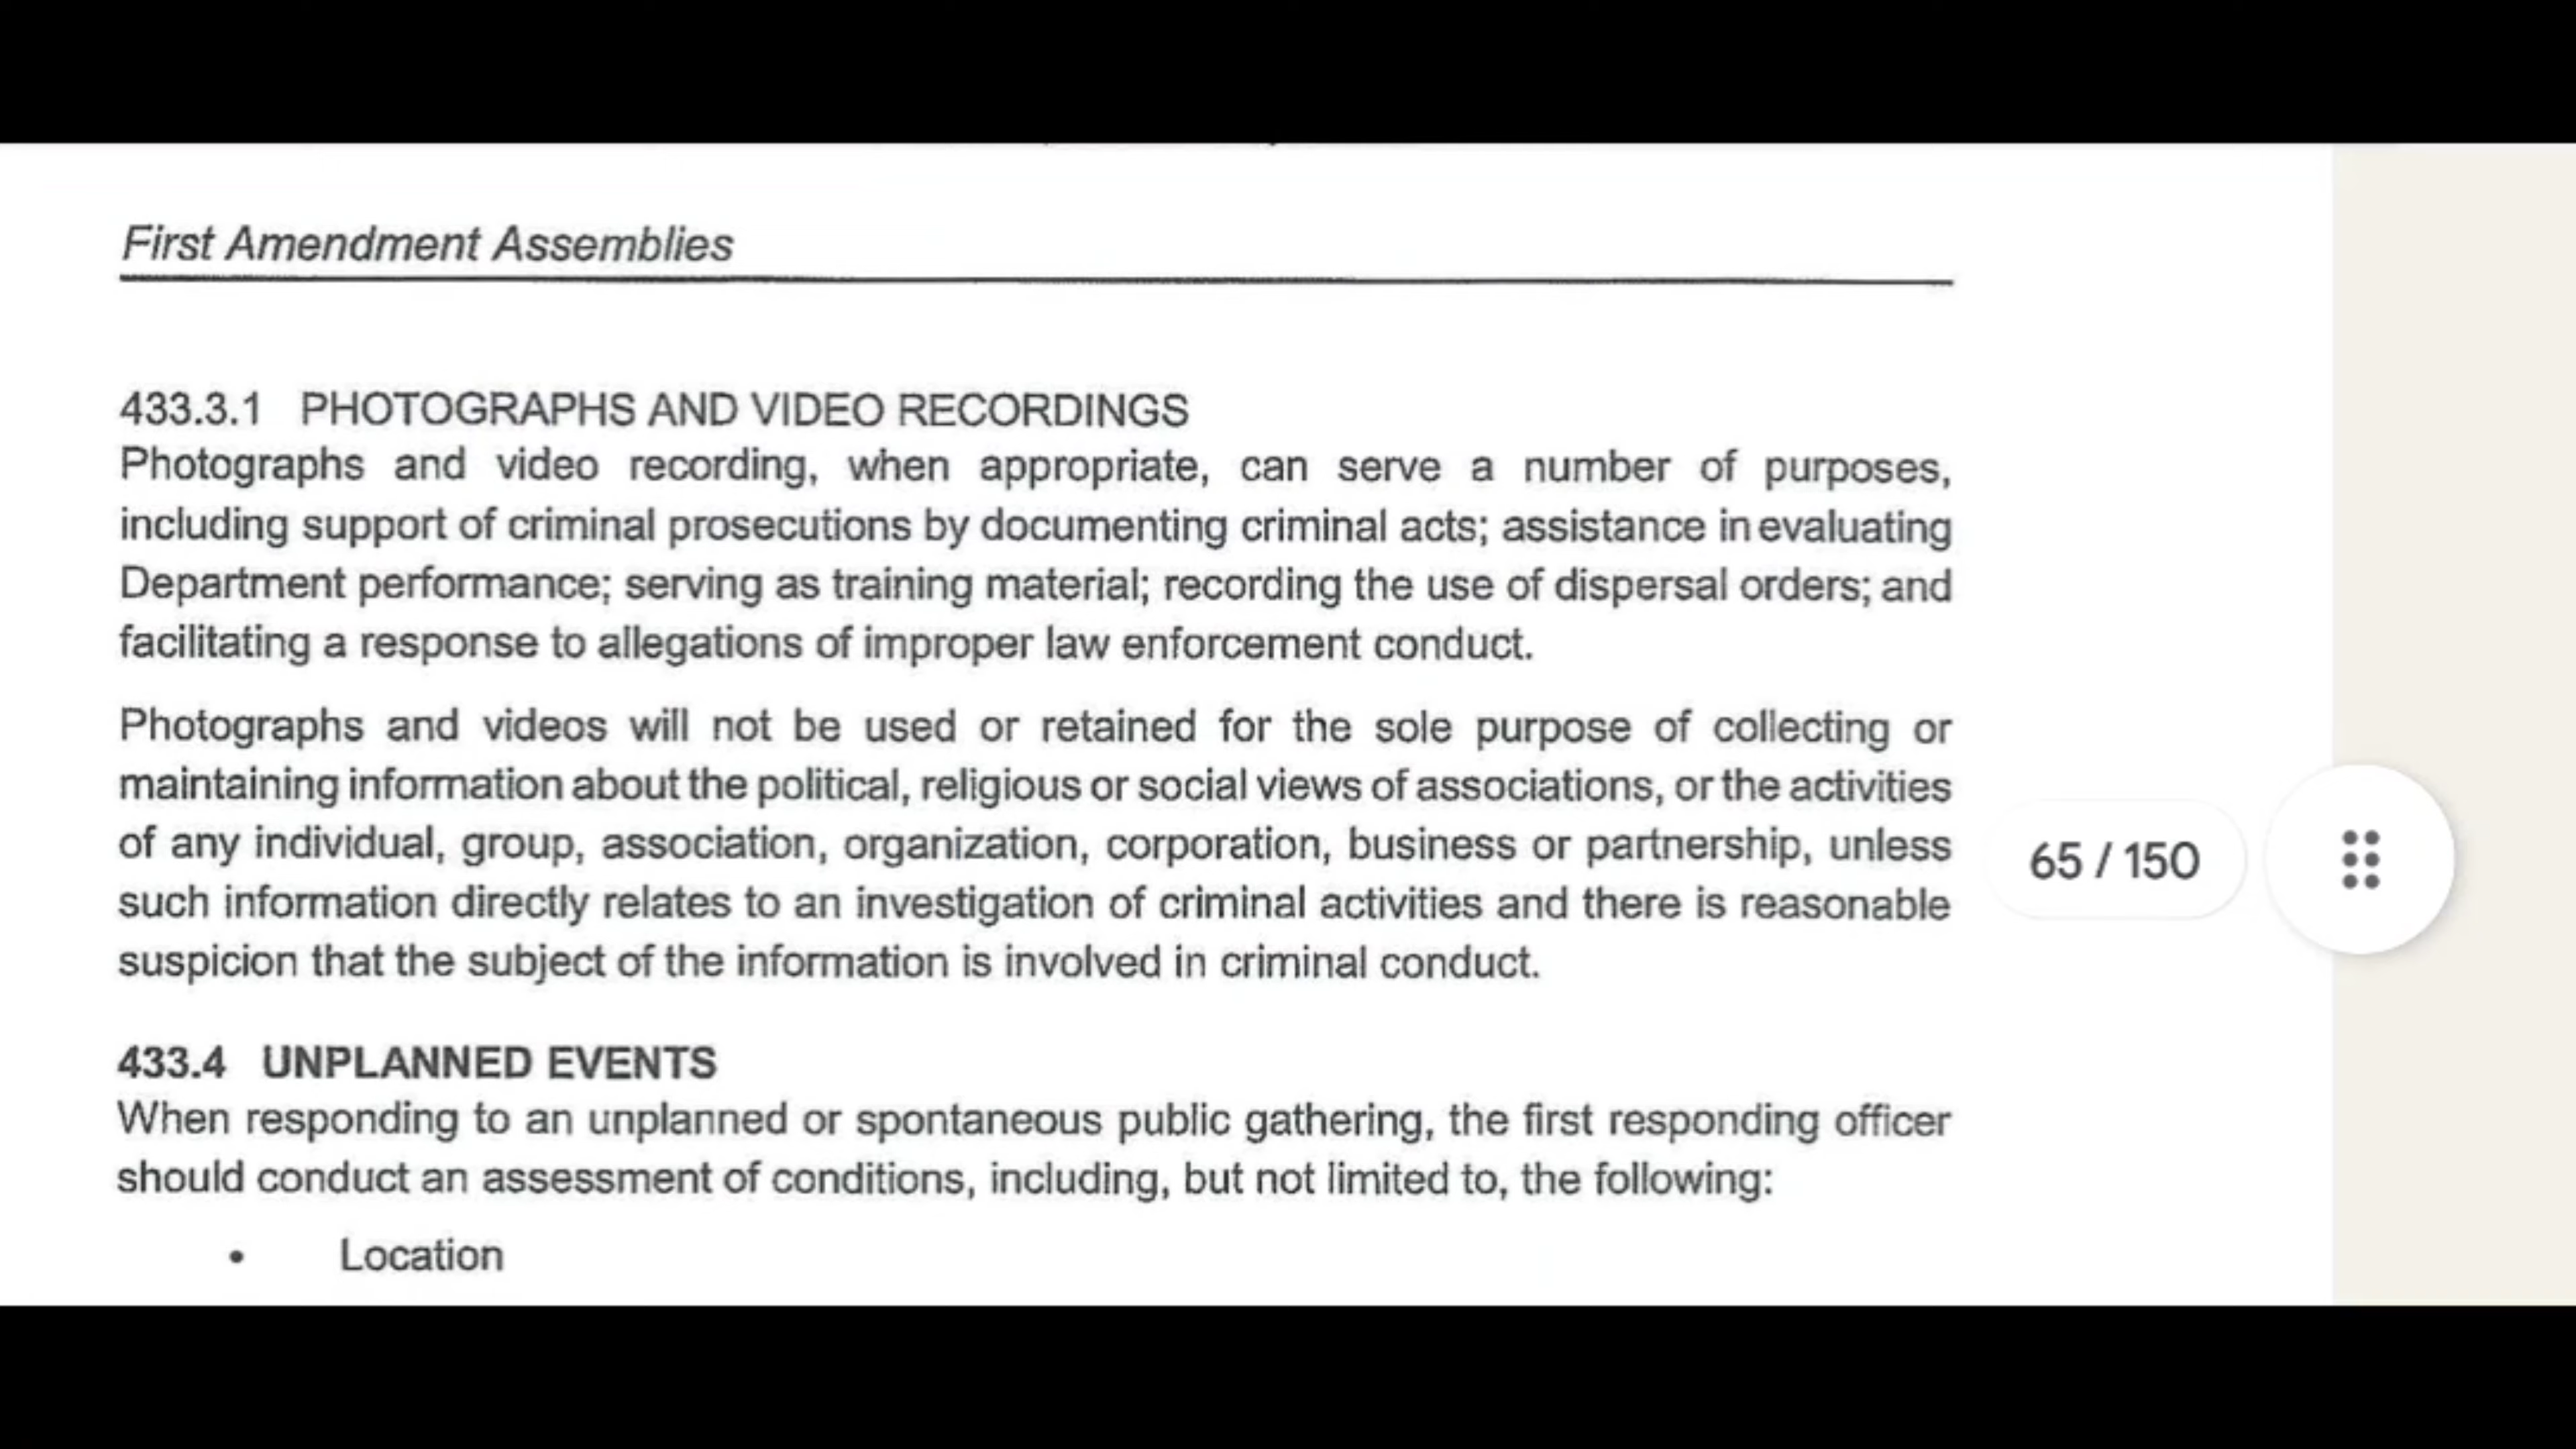 First Amendment Assemblies
433.3.1 PHOTOGRAPHS AND VIDEO RECORDINGS
Photographs and video recording, when appropriate, can serve a number of purposes,
including support of criminal prosecutions by documenting criminal acts; assistance in evaluating
Department performance; serving as training material; recording the use of dispersal orders; and
facilitating a response to allegations of improper law enforcement conduct.
Photographs and videos will not be used or retained for the sole purpose of collecting or
maintaining information about the political, religious or social views of associations, or the activities
of any individual, group, association, organization, corporation, business or partnership, unless
such information directly relates to an investigation of criminal activities and there is reasonable
suspicion that the subject of the information is involved in criminal conduct.
65 / 150
433.4 UNPLANNED EVENTS
When responding to an unplanned or spontaneous public gathering, the first responding officer
should conduct an assessment of conditions, including, but not limited to, the following:
• Location